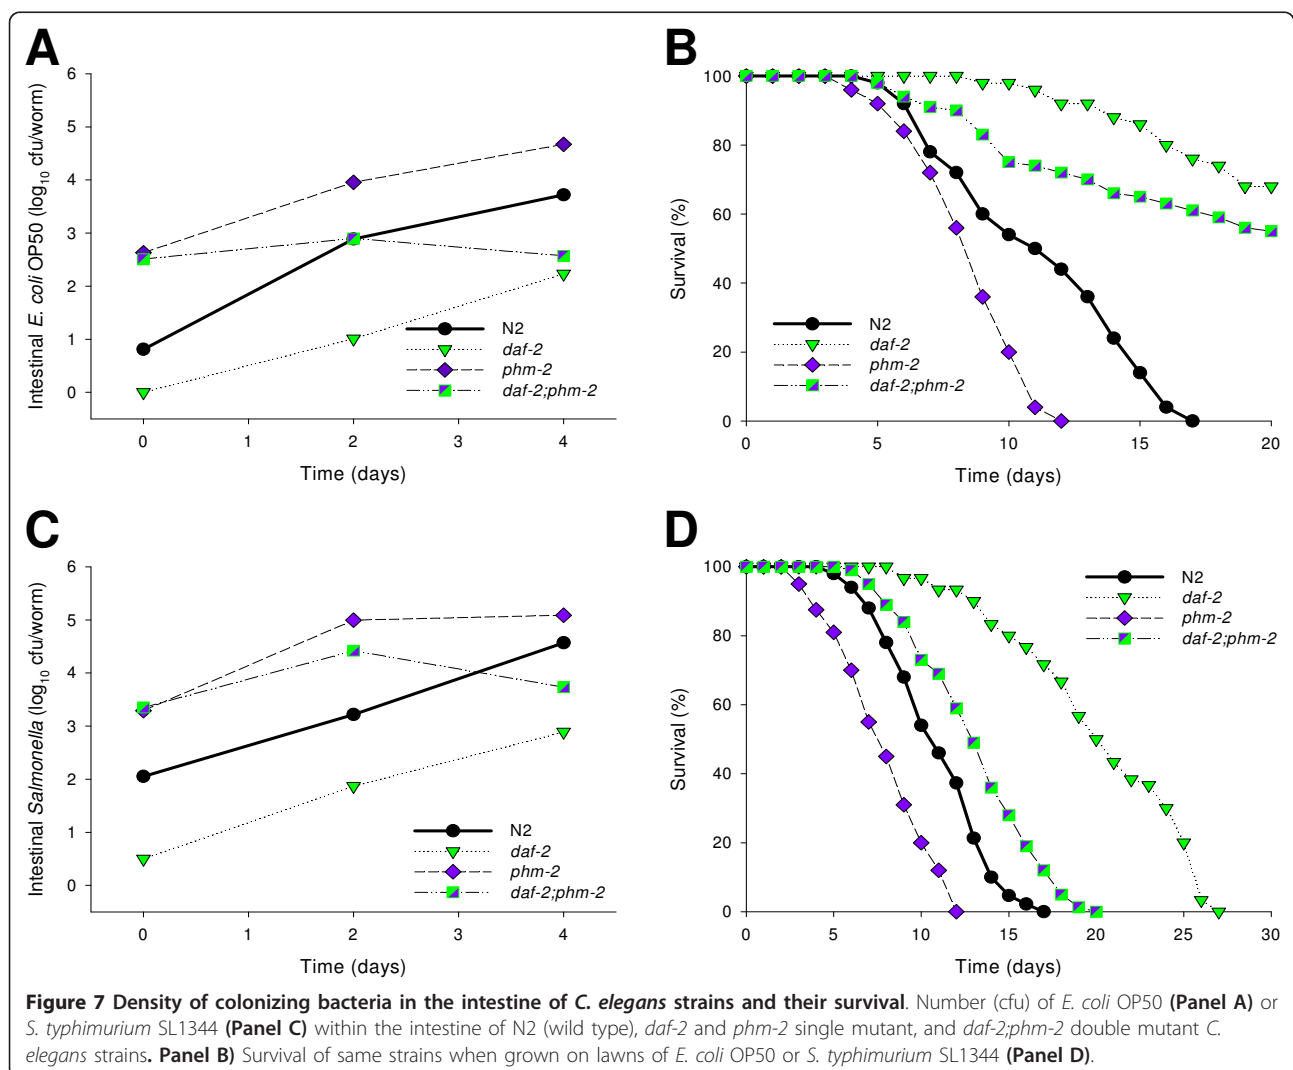 A
B
6
5
4
3
2
1
0
Intestinal E. coli OP50 (log10 cfu/worm)
N2
daf-2
phm-2
daf-2;phm-2
0 1 2 3 4
Time (days)
100
80
60
40
20
0
Survival (%)
N2
daf-2
phm-2
daf-2;phm-2
0 5 10 15 20
Time (days)
C
D
6
5
4
3
2
1
0
Intestinal Salmonella (log10 cfu/worm)
N2
daf-2
phm-2
daf-2;phm-2
0 1 2 3 4
Time (days)
100
80
60
40
20
0
Survival (%)
N2
daf-2
phm-2
daf-2;phm-2
0 5 10 15 20 25 30
Time (days)
Figure 7 Density of colonizing bacteria in the intestine of C. elegans strains and their survival. Number (cfu) of E. coli OP50 (Panel A) or
S. typhimurium SL1344 (Panel C) within the intestine of N2 (wild type), daf-2 and phm-2 single mutant, and daf-2;phm-2 double mutant C.
elegans strains. Panel B) Survival of same strains when grown on lawns of E. coli OP50 or S. typhimurium SL1344 (Panel D).